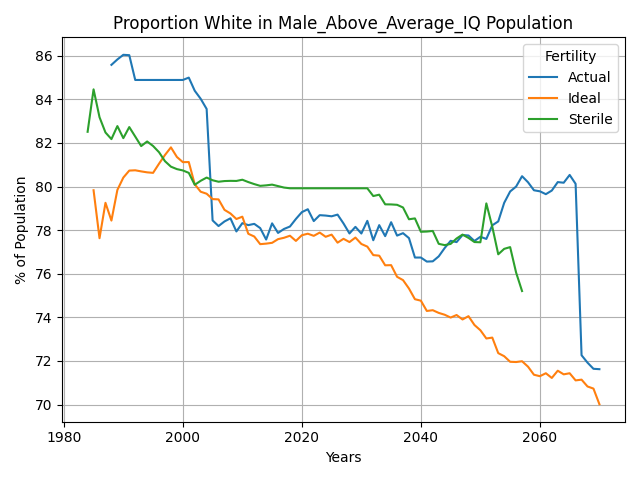 Proportion White in Male_Above_Average_IQ Population
86
84
82
80
78
76
74
72
70
% of Population
1980
2000
2020
2040
2060
Years
Fertility
Actual
Ideal
Sterile